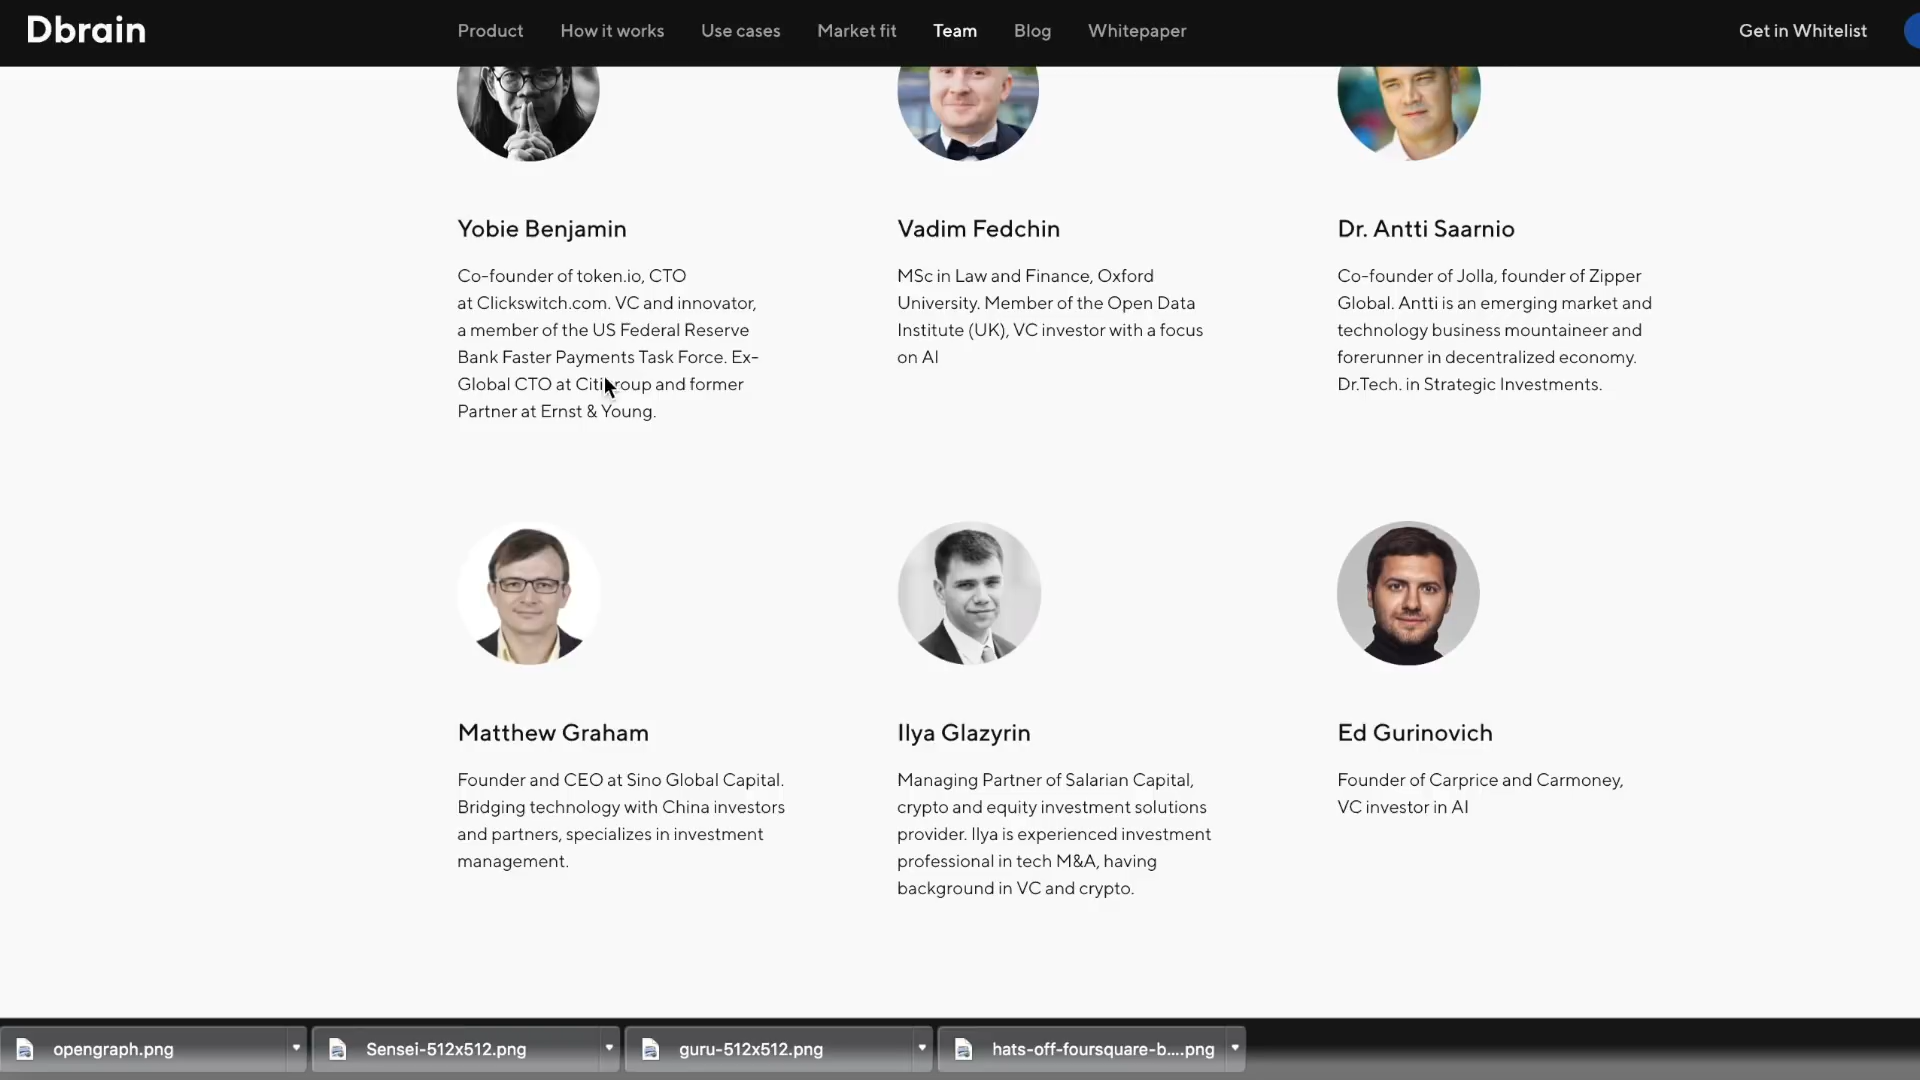 Dbrain
Product How it works Use cases Market fit Team Blog Whitepaper
Get in Whitelist
Yobie Benjamin
Co-founder of token.io, CTO
at Clickswitch.com. VC and innovator,
a member of the US Federal Reserve
Bank Faster Payments Task Force. Ex-
Global CTO at Citigroup and former
Partner at Ernst & Young.
Vadim Fedchin
MSc in Law and Finance, Oxford
University. Member of the Open Data
Institute (UK), VC investor with a focus
on AI
Dr. Antti Saarnio
Co-founder of Jolla, founder of Zipper
Global. Antti is an emerging market and
technology business mountaineer and
forerunner in decentralized economy.
Dr.Tech. in Strategic Investments.
Matthew Graham
Founder and CEO at Sino Global Capital.
Bridging technology with China investors
and partners, specializes in investment
management.
Ilya Glazyrin
Managing Partner of Salarian Capital,
crypto and equity investment solutions
provider. Ilya is experienced investment
professional in tech M&A, having
background in VC and crypto.
Ed Gurinovich
Founder of Carprice and Carmoney,
VC investor in AI
opengraph.png
Sensei-512x512.png
guru-512x512.png
hats-off-foursquare-b....png